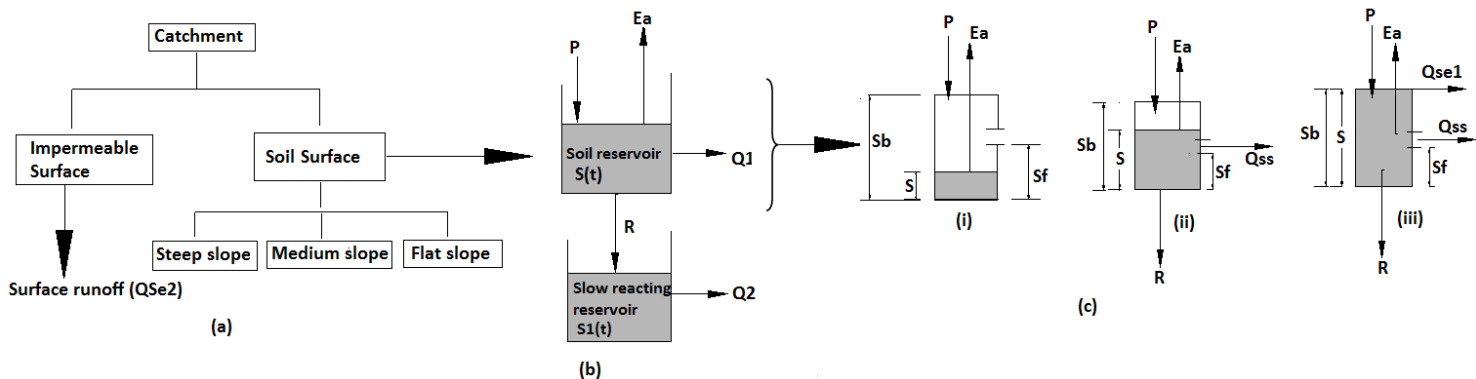 Catchment
Impermeable
Surface
Soil Surface
Steep slope
Medium slope
Flat slope
Surface runoff (QSe2)
(a)
P
Ea
Soil reservoir
S(t)
Q1
R
Slow reacting
reservoir
S1(t)
Q2
(b)
P
Ea
Sb
S
Sf
(i)
P
Ea
Sb
S
Qss
Sf
(ii)
R
P
Ea
Qse1
Sb
S
Qss
Sf
(iii)
R
(c)